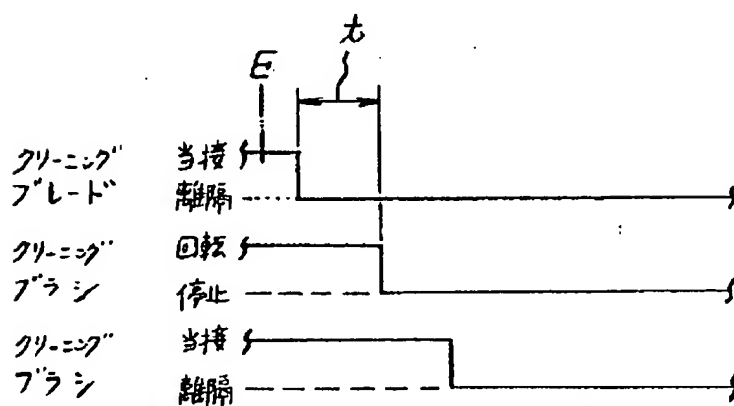 t
E
クリーニング 当接
ブレード 離隔
クリーニング 回転
ブラシ 停止
クリーニング 当接
ブラシ 離隔